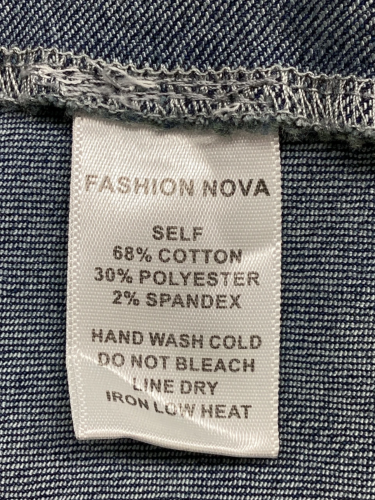 FASHION NOVA
SELF
68% COTTON
30% POLYESTER
2% SPANDEX
HAND WASH COLD
DO NOT BLEACH
LINE DRY
IRON LOW HEAT